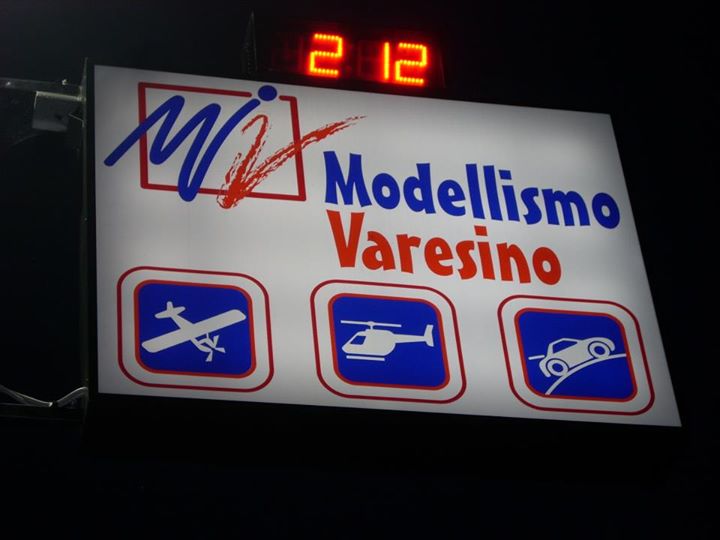 2 12
MV
Modellismo
Varesino